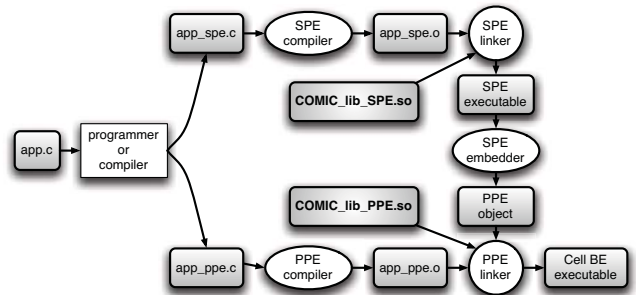 app_spe.c
SPE
compiler
app_spe.o
SPE
linker
COMIC_lib_SPE.so
SPE
executable
app.c
programmer
or
compiler
SPE
embedder
COMIC_lib_PPE.so
PPE
object
app_ppe.c
PPE
compiler
app_ppe.o
PPE
linker
Cell BE
executable